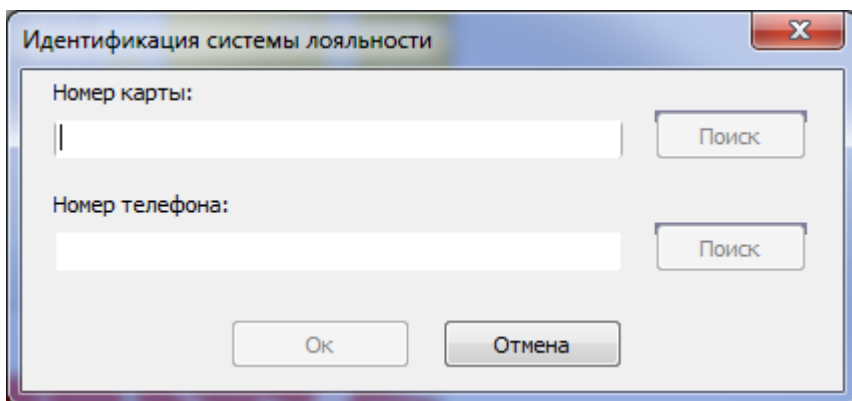 Идентификация системы лояльности
Номер карты:
Поиск
Номер телефона:
Поиск
Ок
Отмена